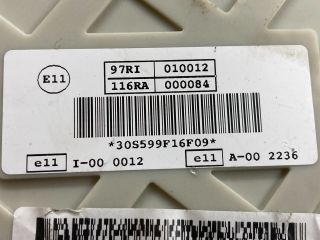 E11
97RI 010012
116RA 000084
*30S599F16F09*
e11 I-00 0012 e11 A-00 2236